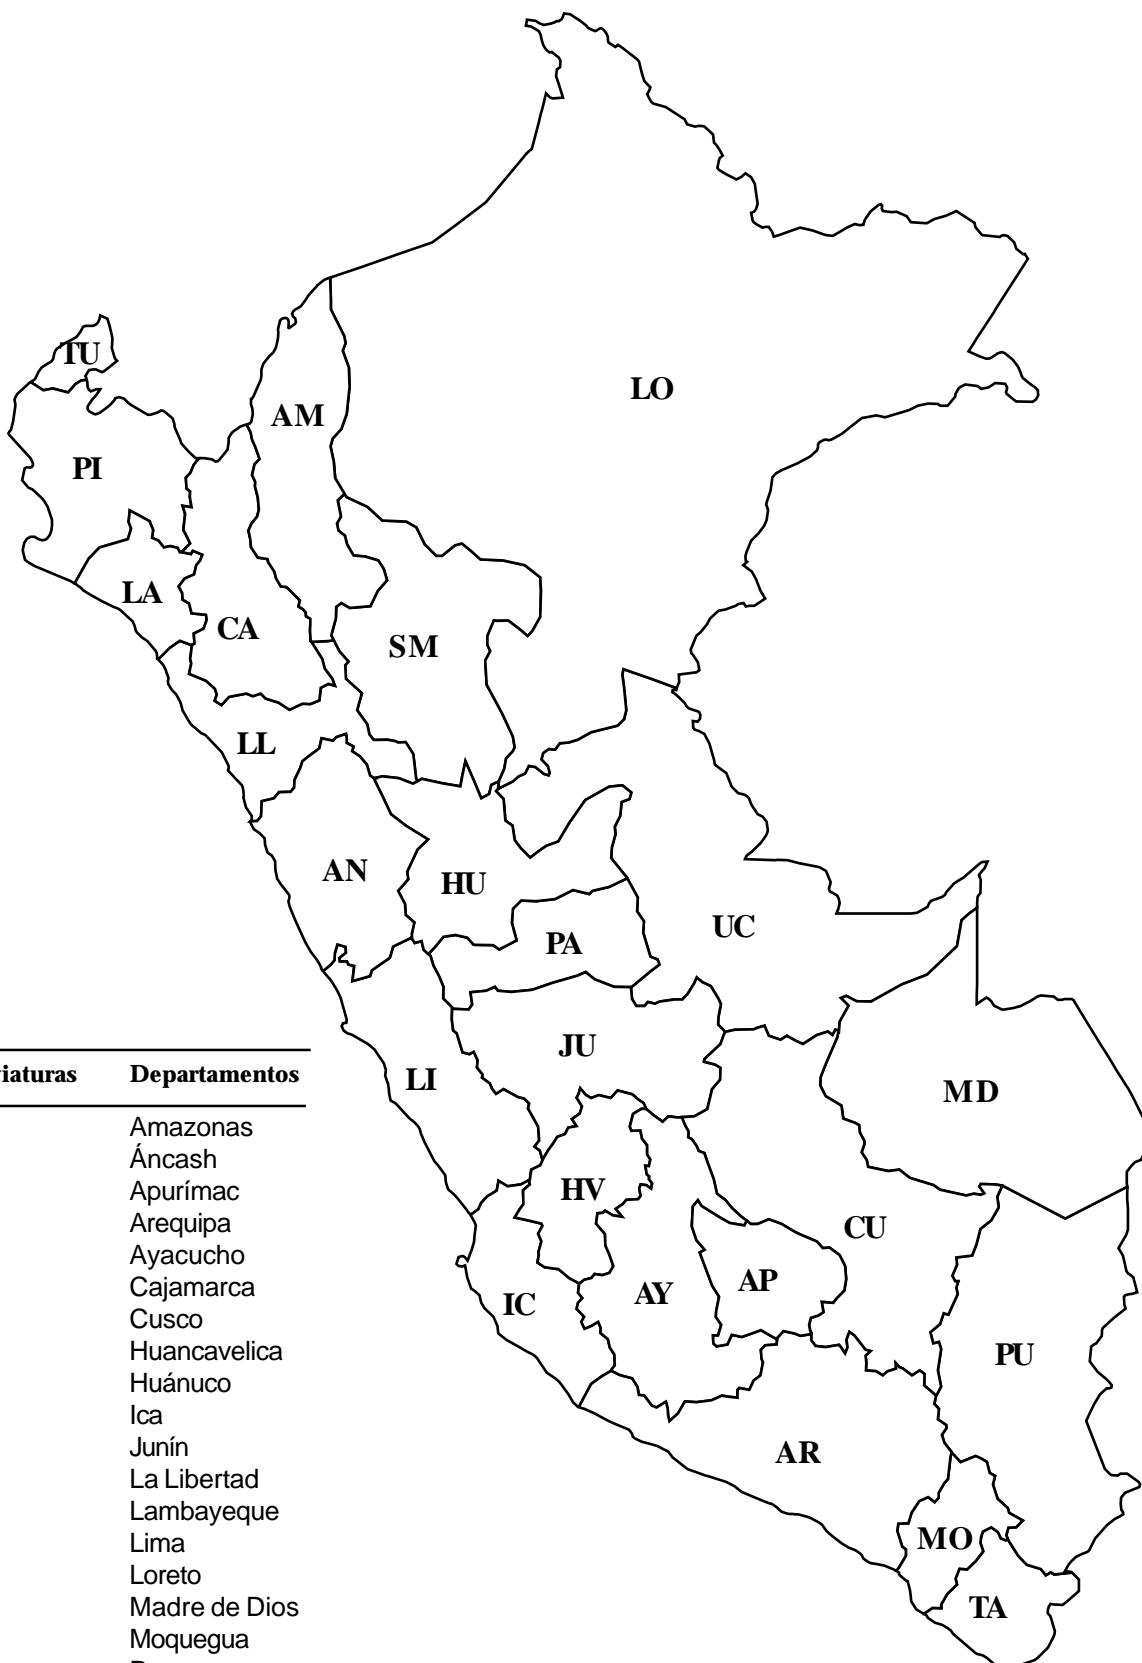 TU
LO
AM
PI
LA
CA
SM
LL
AN
HU
UC
PA
JU
LI
MD
HV
CU
AP
AY
IC
PU
AR
MO
TA
iaturas Departamentos
Amazonas
Áncash
Apurímac
Arequipa
Ayacucho
Cajamarca
Cusco
Huancavelica
Huánuco
Ica
Junín
La Libertad
Lambayeque
Lima
Loreto
Madre de Dios
Moquegua